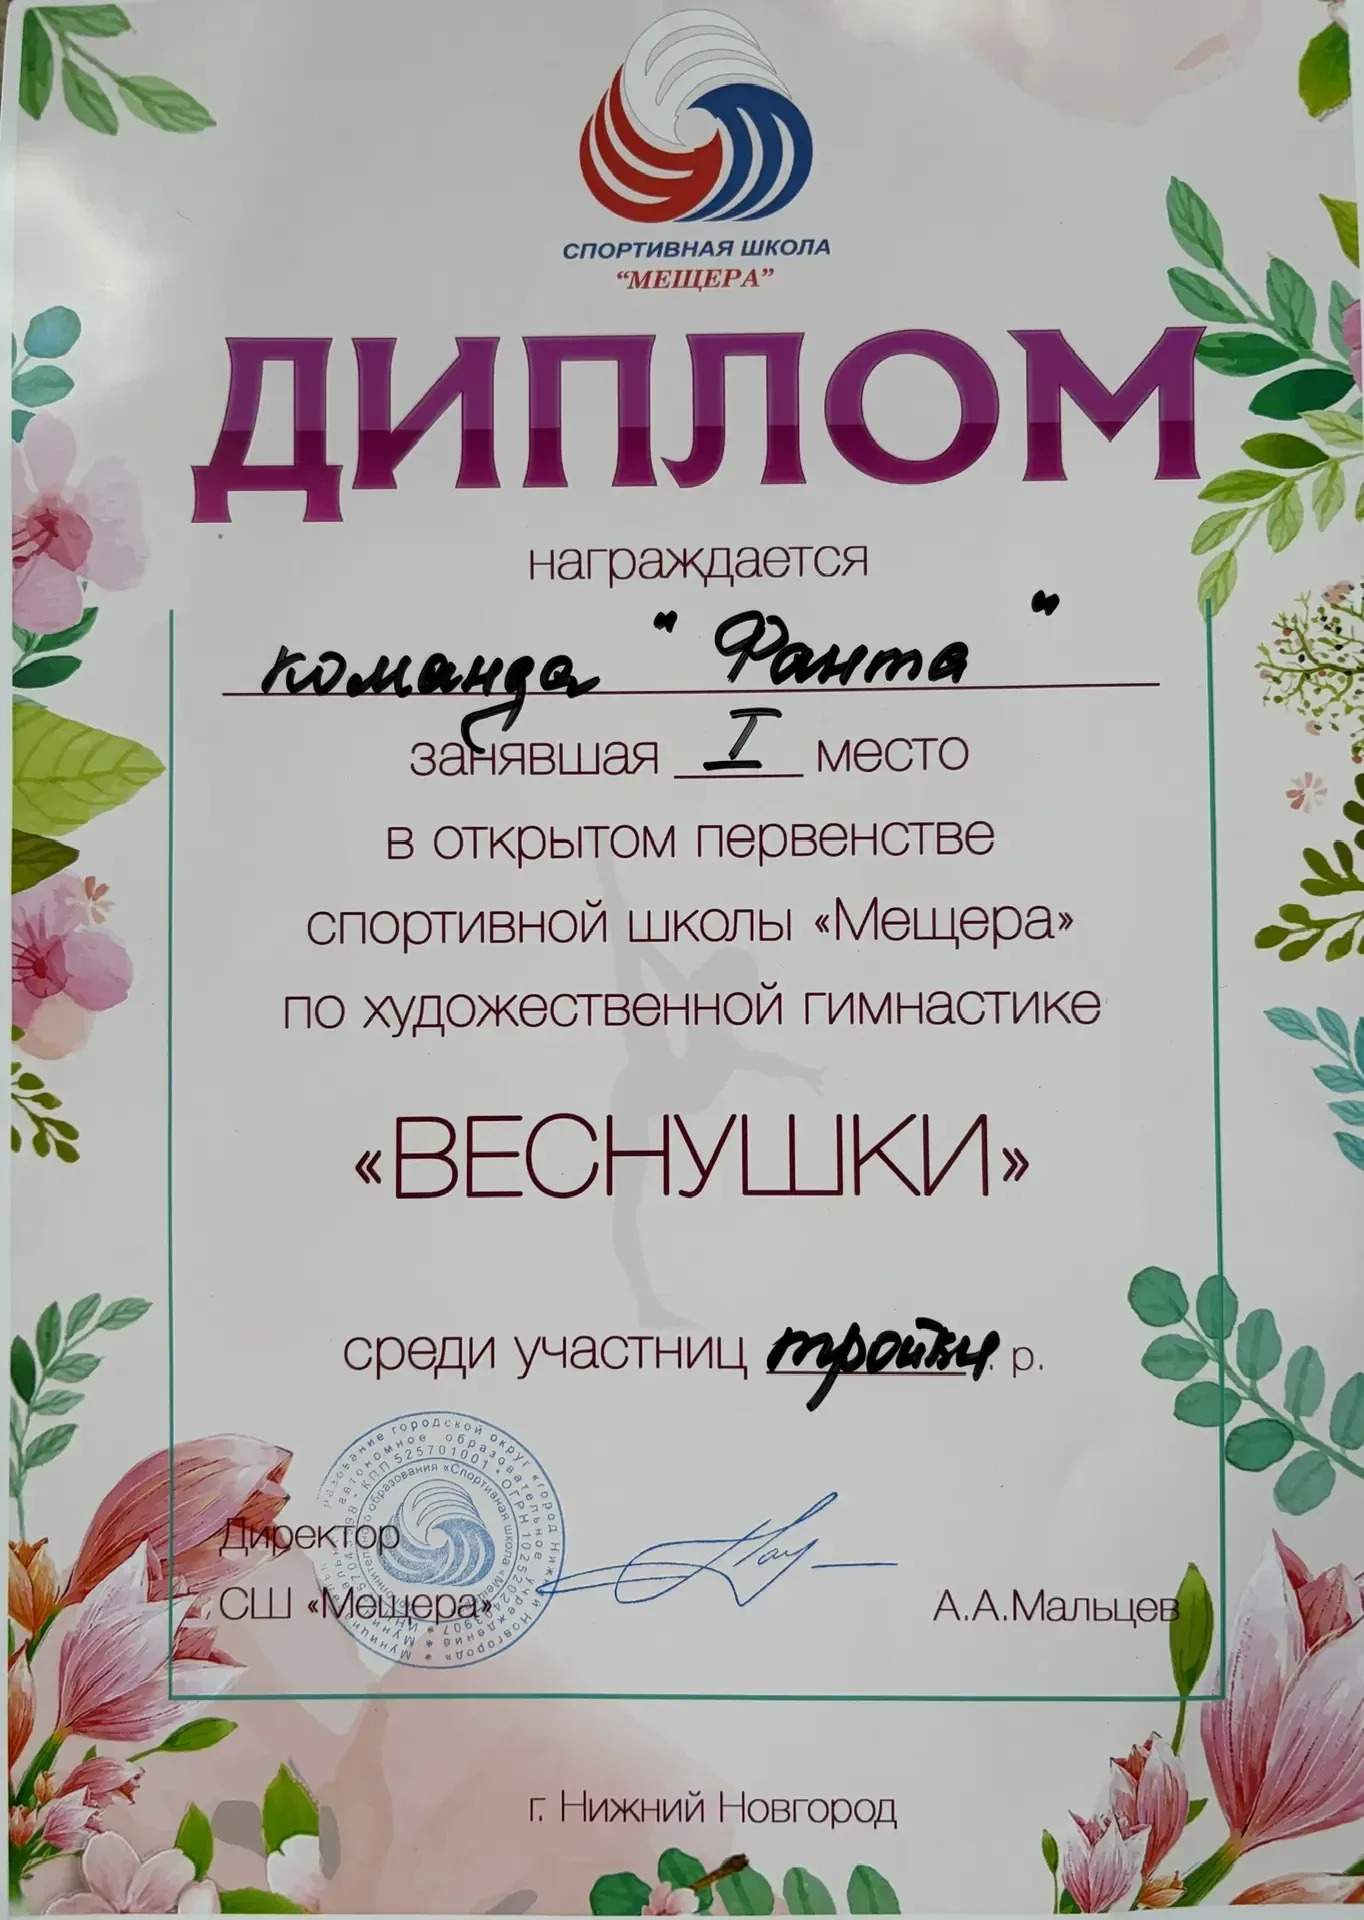 СПОРТИВНАЯ ШКОЛА
"МЕЩЕРА"
ДИПЛОМ
награждается
команда "Фанта"
занявшая I место
в открытом первенстве
спортивной школы «Мещера»
по художественной гимнастике
«ВЕСНУШКИ»
среди участниц тройки . р.
Директор
СШ «Мещера»
А.А.Мальцев
г. Нижний Новгород